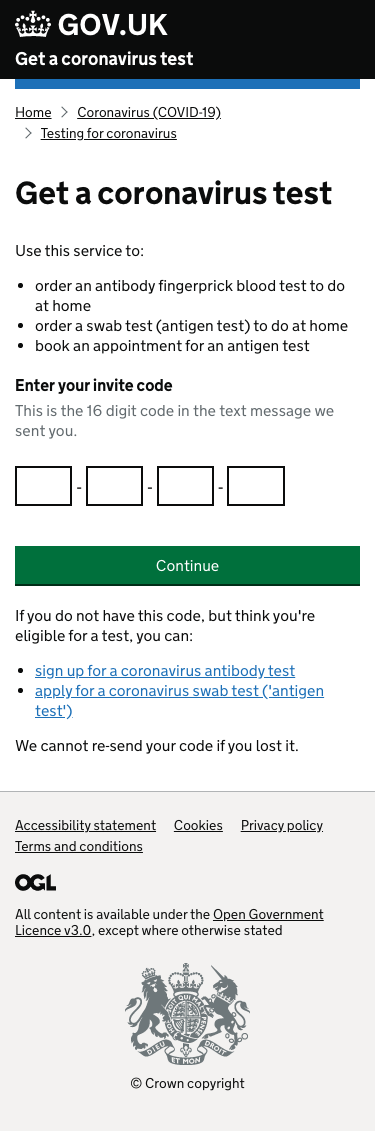 GOV.UK
Get a coronavirus test
Home > Coronavirus (COVID-19)
> Testing for coronavirus
Get a coronavirus test
Use this service to:
• order an antibody fingerprick blood test to do
at home
• order a swab test (antigen test) to do at home
• book an appointment for an antigen test
Enter your invite code
This is the 16 digit code in the text message we
sent you.
- - -
Continue
If you do not have this code, but think you're
eligible for a test, you can:
• sign up for a coronavirus antibody test
• apply for a coronavirus swab test ('antigen
test')
We cannot re-send your code if you lost it.
Accessibility statement Cookies Privacy policy
Terms and conditions
OGL
All content is available under the Open Government
Licence v3.0, except where otherwise stated
DIEU ET MON DROIT
© Crown copyright